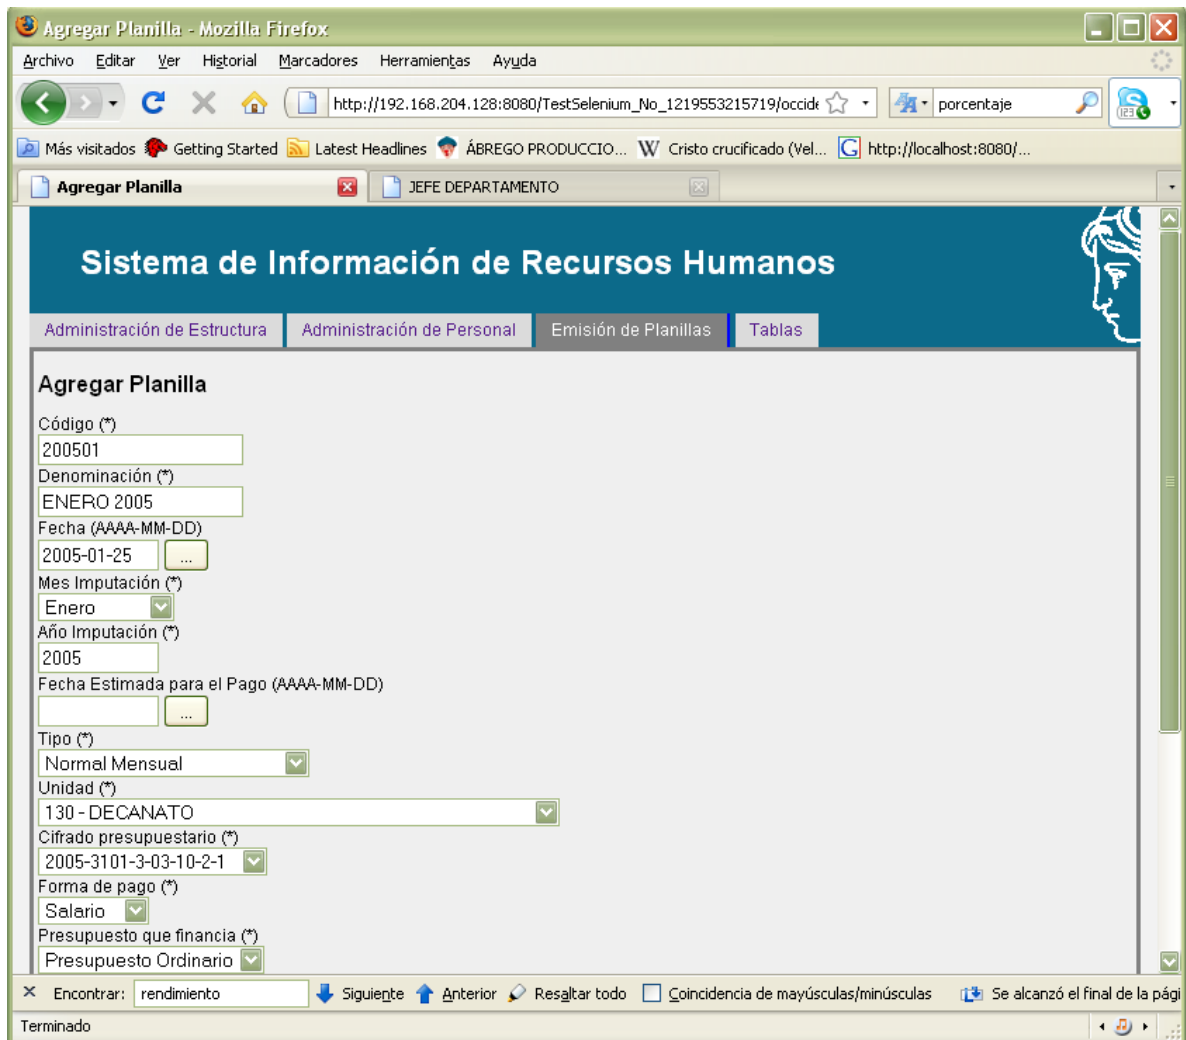 Agregar Planilla - Mozilla Firefox
Archivo Editar Ver Historial Marcadores Herramientas Ayuda
http://192.168.204.128:8080/TestSelenium_No_1219553215719/occide porcentaje
Más visitados Getting Started Latest Headlines ÁBREGO PRODUCCIO... W Cristo crucificado (Vel... G http://localhost:8080/...
Agregar Planilla JEFE DEPARTAMENTO
Sistema de Información de Recursos Humanos
Administración de Estructura Administración de Personal Emisión de Planillas Tablas
Agregar Planilla
Código (*)
200501
Denominación (*)
ENERO 2005
Fecha (AAAA-MM-DD)
2005-01-25 ...
Mes Imputación (*)
Enero
Año Imputación (*)
2005
Fecha Estimada para el Pago (AAAA-MM-DD)
...
Tipo (*)
Normal Mensual
Unidad (*)
130 - DECANATO
Cifrado presupuestario (*)
2005-3101-3-03-10-2-1
Forma de pago (*)
Salario
Presupuesto que financia (*)
Presupuesto Ordinario
Encontrar: rendimiento Siguiente Anterior Resaltar todo Coincidencia de mayúsculas/minúsculas Se alcanzó el final de la pági
Terminado